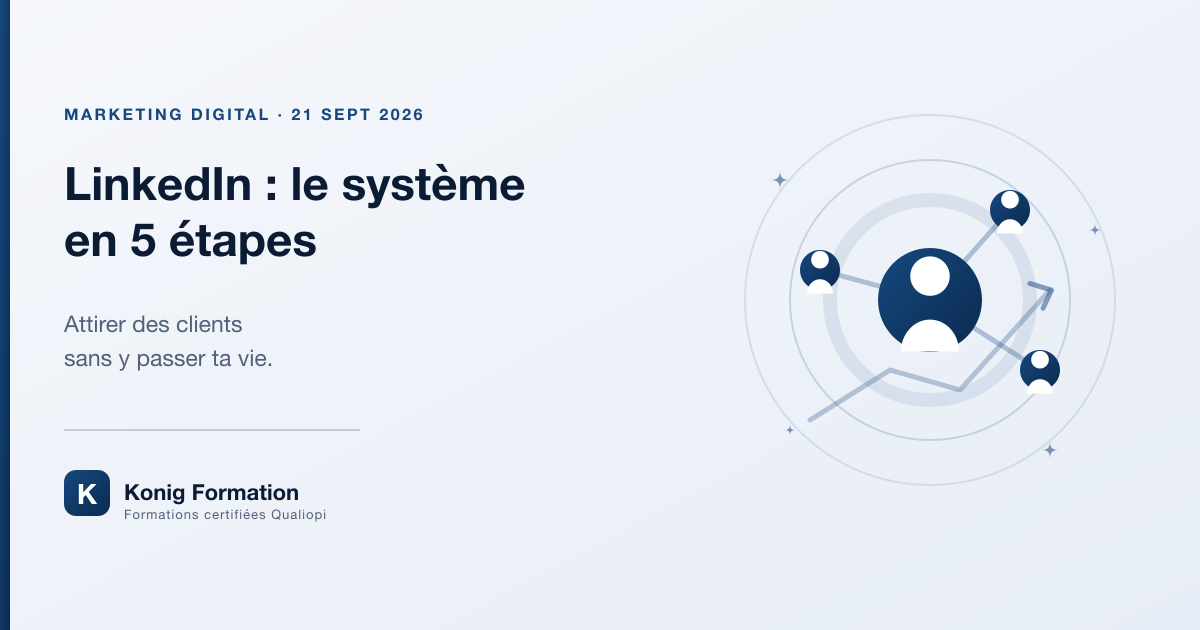 MARKETING DIGITAL · 21 SEPT 2026
LinkedIn : le système
en 5 étapes
Attirer des clients
sans y passer ta vie.
K
Konig Formation
Formations certifiées Qualiopi